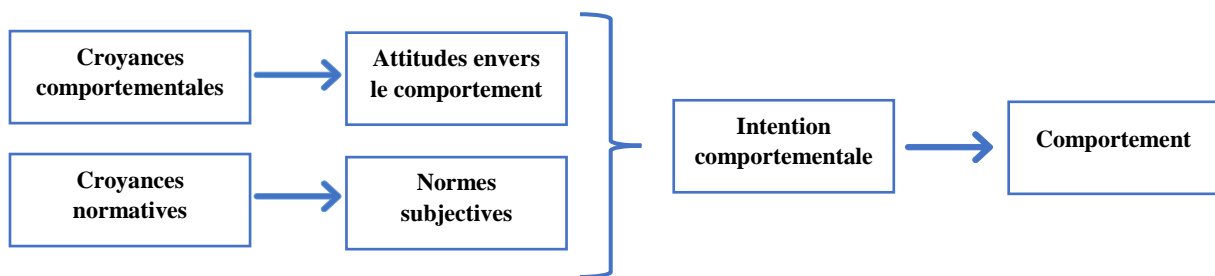 Croyances
comportementales
Attitudes envers
le comportement
Croyances
normatives
Normes
subjectives
Intention
comportementale
Comportement